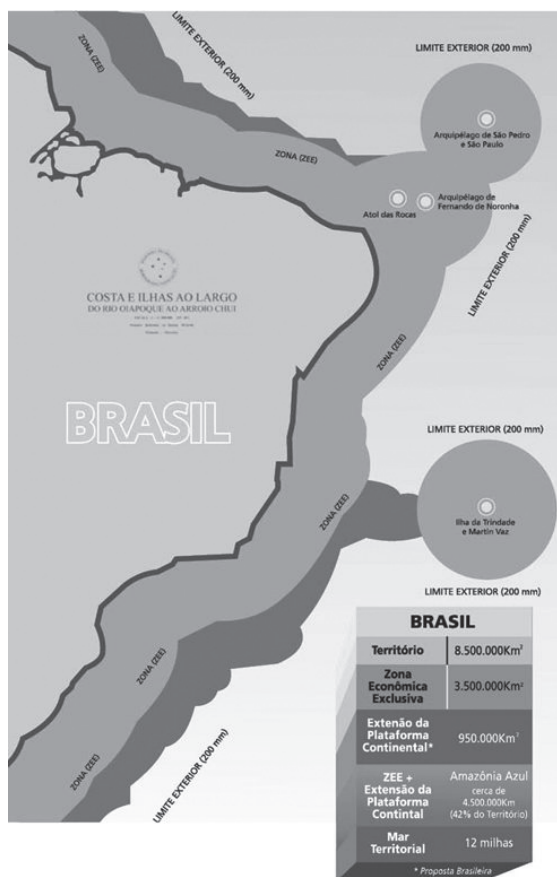 ZONA (ZEE)
LIMITE EXTERIOR (200 mm)
LIMITE EXTERIOR (200 mm)
Arquipélago de São Pedro
e São Paulo
ZONA (ZEE)
Atol das Rocas
Arquipélago de
Fernando de Noronha
LIMITE EXTERIOR (200 mm)
COSTA E ILHAS AO LARGO
DO RIO OIAPOQUE AO ARROIO CHUI
ZONA (ZEE)
BRASIL
LIMITE EXTERIOR (200 mm)
ZONA (ZEE)
Ilha da Trindade
e Martin Vaz
LIMITE EXTERIOR (200 mm)
ZONA (ZEE)
ZONA (ZEE)
LIMITE EXTERIOR (200 mm)
BRASIL
Território 8.500.000Km²
Zona
Econômica
Exclusiva
3.500.000Km²
Extenão da
Plataforma
Continental*
950.000Km²
ZEE +
Extensão da
Plataforma
Contintal
Amazônia Azul
cerca de
4.500.000Km
(42% do Território)
Mar
Territorial
12 milhas
* Proposta Brasileira